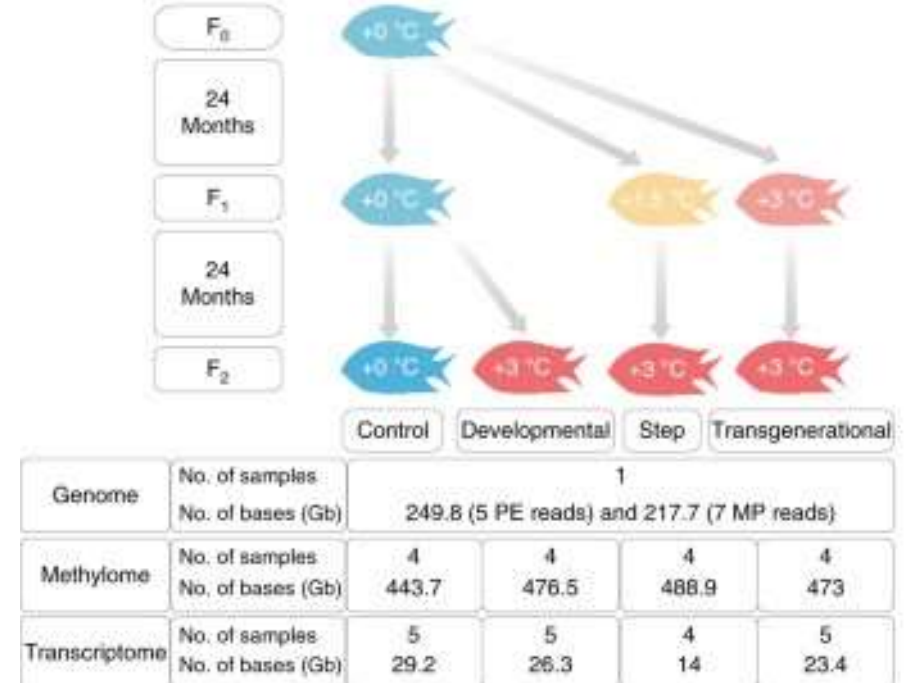 F₀
+0 °C
24
Months
F₁
+0 °C
+1.5 °C
+3 °C
24
Months
F₂
+0 °C
+3 °C
+3 °C
+3 °C
Control
Developmental
Step
Transgenerational
Genome
No. of samples
1
No. of bases (Gb)
249.8 (5 PE reads) and 217.7 (7 MP reads)
Methylome
No. of samples
4
4
4
4
No. of bases (Gb)
443.7
476.5
488.9
473
Transcriptome
No. of samples
5
5
4
5
No. of bases (Gb)
29.2
26.3
14
23.4